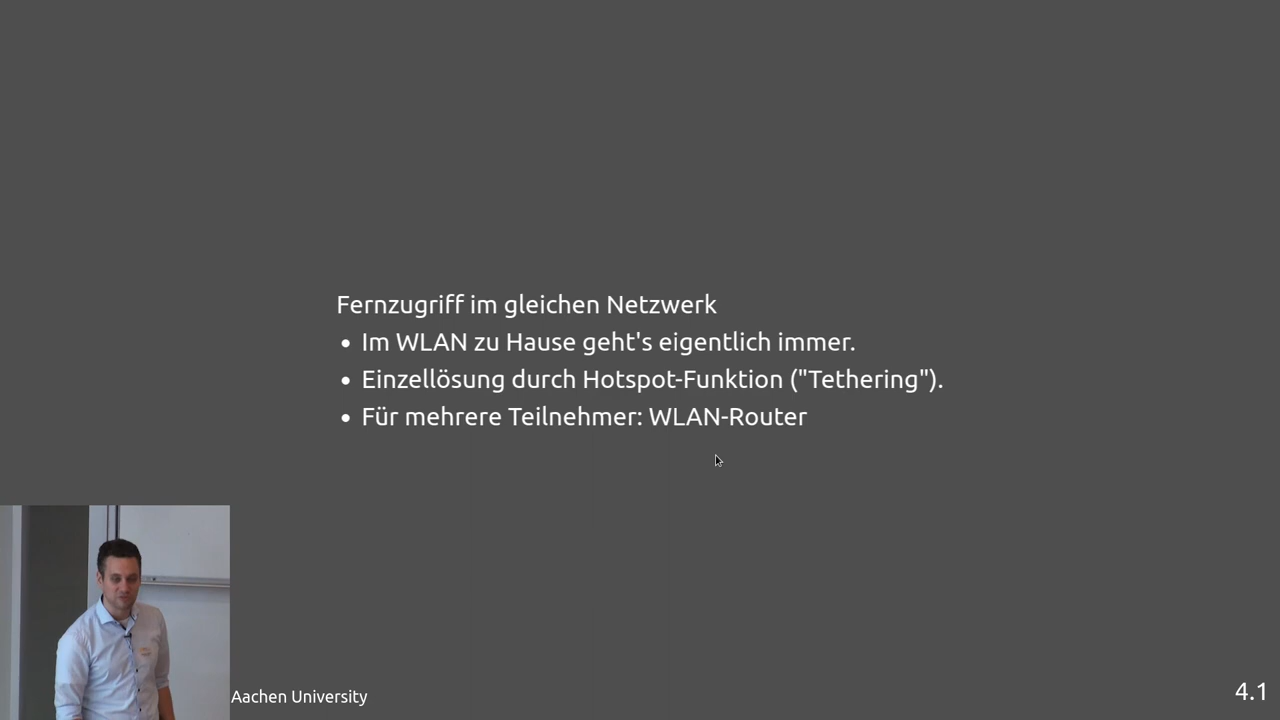 Fernzugriff im gleichen Netzwerk
• Im WLAN zu Hause geht's eigentlich immer.
• Einzellösung durch Hotspot-Funktion ("Tethering").
• Für mehrere Teilnehmer: WLAN-Router
Aachen University
4.1